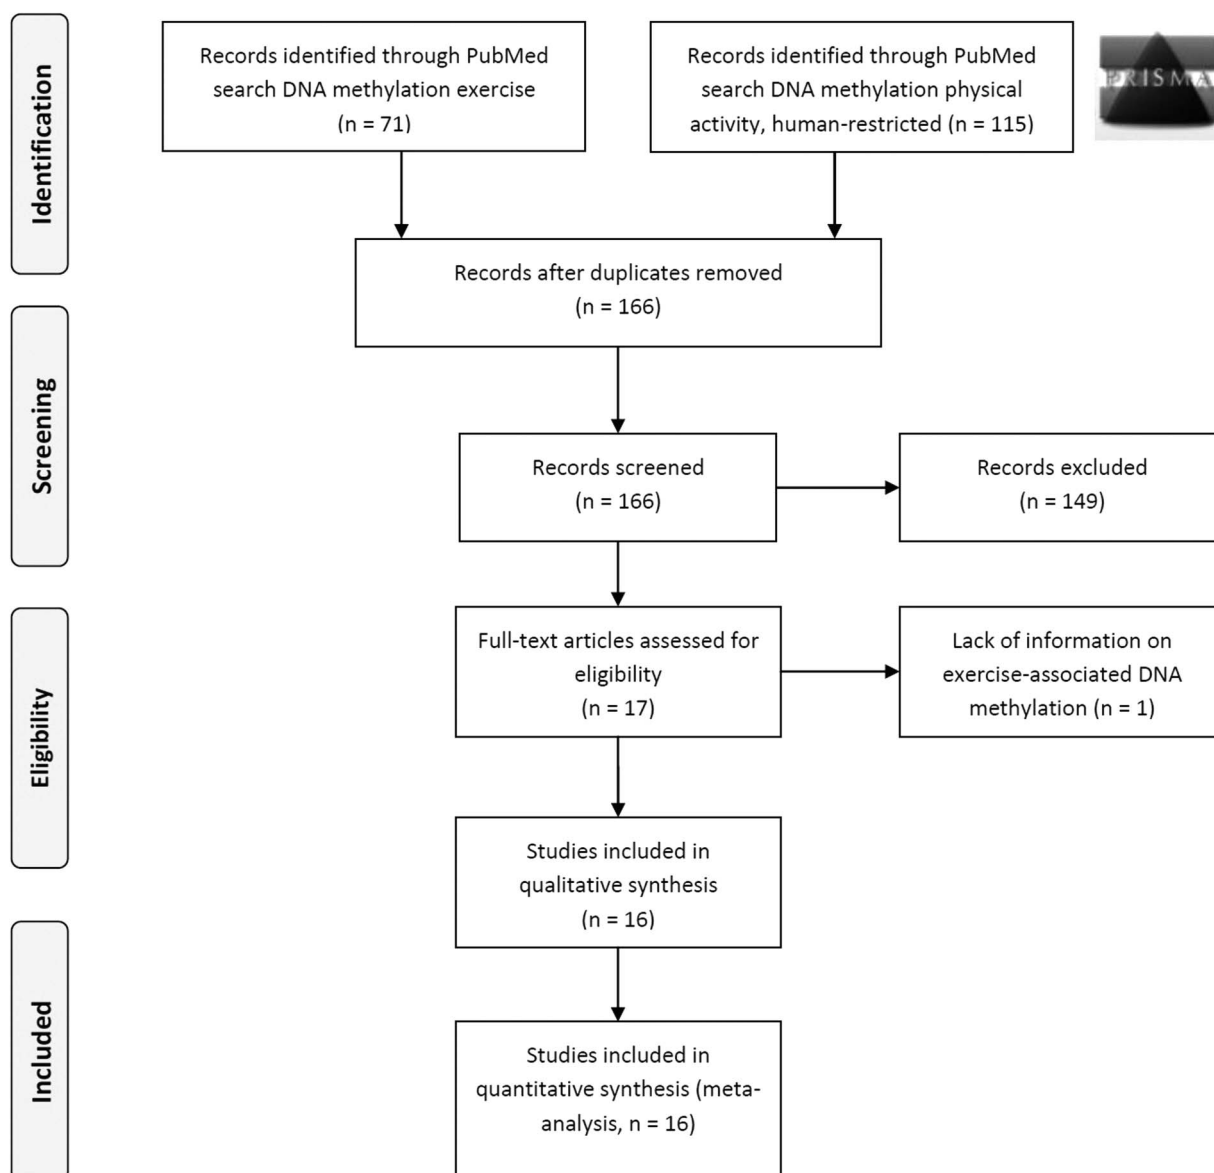 Identification
Records identified through PubMed
search DNA methylation exercise
(n = 71)
Records identified through PubMed
search DNA methylation physical
activity, human-restricted (n = 115)
PRISMA
Records after duplicates removed
(n = 166)
Screening
Records screened
(n = 166)
Records excluded
(n = 149)
Eligibility
Full-text articles assessed for
eligibility
(n = 17)
Lack of information on
exercise-associated DNA
methylation (n = 1)
Studies included in
qualitative synthesis
(n = 16)
Included
Studies included in
quantitative synthesis (meta-
analysis, n = 16)